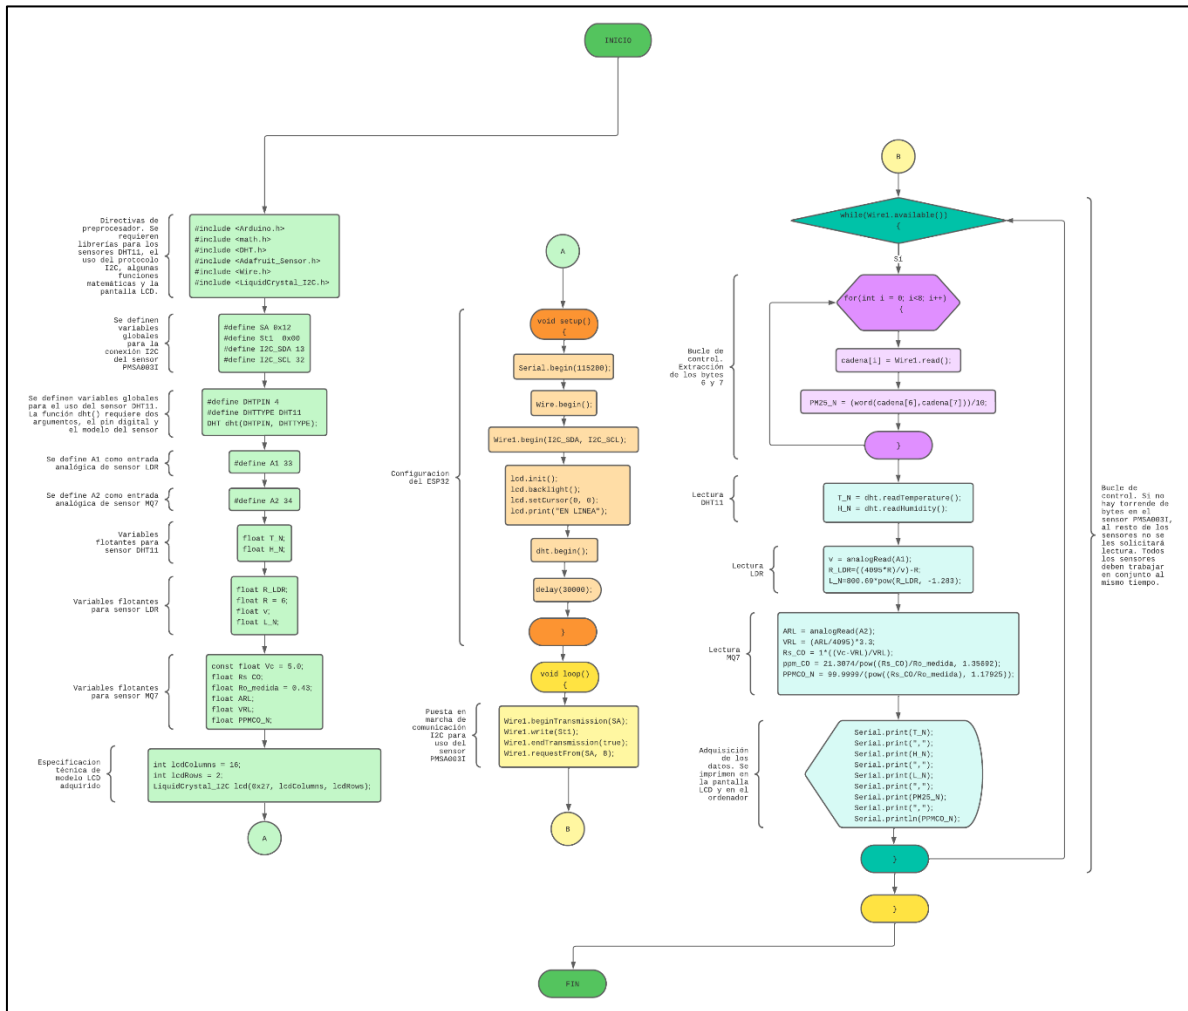 INICIO
Directivas de
preprocesador. Se
requieren
librerías para los
sensores DHT11, el
uso del protocolo
I2C, algunas
funciones
matemáticas y la
pantalla LCD.
#include <Arduino.h>
#include <math.h>
#include <DHT.h>
#include <Adafruit_Sensor.h>
#include <Wire.h>
#include <LiquidCrystal_I2C.h>
Se definen
variables
globales
para la
conexión I2C
del sensor
PMSA003I
#define SA 0x12
#define St1 0x00
#define I2C_SDA 13
#define I2C_SCL 32
Se definen variables globales
para el uso del sensor DHT11.
La función dht() requiere dos
argumentos, el pin digital y
el modelo del sensor
#define DHTPIN 4
#define DHTTYPE DHT11
DHT dht(DHTPIN, DHTTYPE);
Se define A1 como entrada
analógica de sensor LDR
#define A1 33
Se define A2 como entrada
analógica de sensor MQ7
#define A2 34
Variables
flotantes para
sensor DHT11
float T_N;
float H_N;
Variables flotantes
para sensor LDR
float R_LDR;
float R = 6;
float v;
float L_N;
Variables flotantes
para sensor MQ7
const float Vc = 5.0;
float Rs_CO;
float Ro_medida = 0.43;
float ARL;
float VRL;
float PPMCO_N;
Especificacion
técnica de
modelo LCD
adquirido
int lcdColumns = 16;
int lcdRows = 2;
LiquidCrystal_I2C lcd(0x27, lcdColumns, lcdRows);
A
A
Configuracion
del ESP32
void setup()
{
Serial.begin(115200);
Wire.begin();
Wire1.begin(I2C_SDA, I2C_SCL);
lcd.init();
lcd.backlight();
lcd.setCursor(0, 0);
lcd.print("EN LINEA");
dht.begin();
delay(30000);
}
void loop()
{
Puesta en
marcha de
comunicación
I2C para
uso del
sensor
PMSA003I
Wire1.beginTransmission(SA);
Wire1.write(St1);
Wire1.endTransmission(true);
Wire1.requestFrom(SA, 8);
B
B
while(Wire1.available())
{
Si
Bucle de
control.
Extracción
de los bytes
6 y 7
for(int i = 0; i<8; i++)
{
cadena[i] = Wire1.read();
PM25_N = (word(cadena[6],cadena[7]))/10;
}
Lectura
DHT11
T_N = dht.readTemperature();
H_N = dht.readHumidity();
Lectura
LDR
v = analogRead(A1);
R_LDR=((4095*R)/v)-R;
L_N=800.69*pow(R_LDR, -1.283);
Lectura
MQ7
ARL = analogRead(A2);
VRL = (ARL/4095)*3.3;
Rs_CO = 1*((Vc-VRL)/VRL);
ppm_CO = 21.3074/pow((Rs_CO)/Ro_medida, 1.35692);
PPMCO_N = 99.9999/(pow((Rs_CO/Ro_medida), 1.17925);
Adquisición
de los
datos. Se
imprimen en
la pantalla
LCD y en el
ordenador
Serial.print(T_N);
Serial.print(",");
Serial.print(H_N);
Serial.print(",");
Serial.print(L_N);
Serial.print(",");
Serial.print(PM25_N);
Serial.print(",");
Serial.println(PPMCO_N);
}
Bucle de
control. Si no
hay torrende de
bytes en el
sensor PMSA003I,
al resto de los
sensores no se
les solicitará
lectura. Todos
los sensores
deben trabajar
en conjunto al
mismo tiempo.
}
FIN